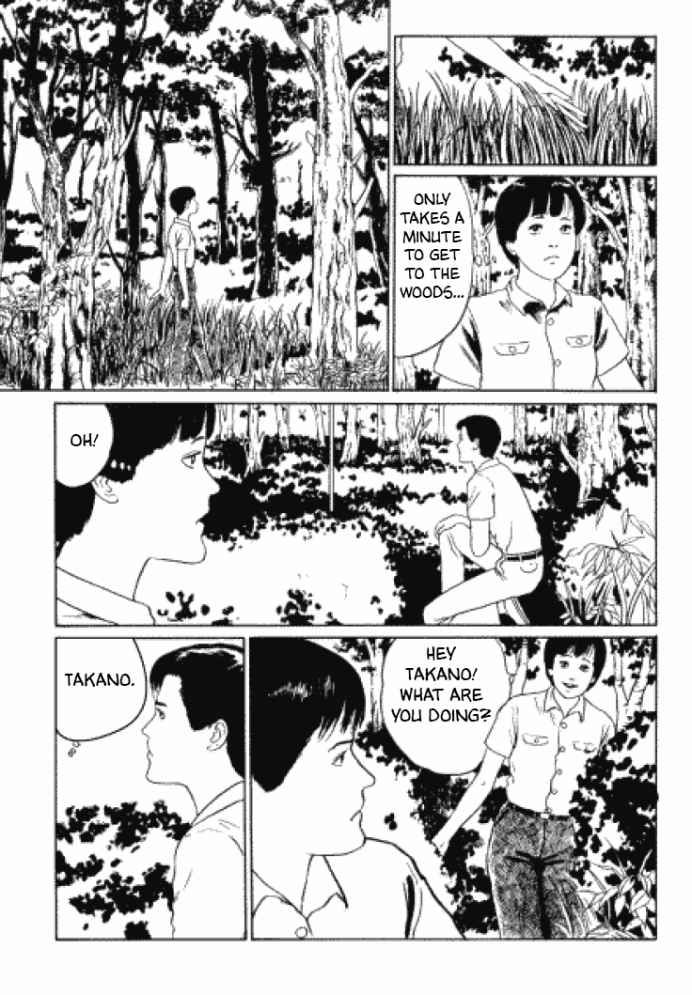 ONLY
TAKES A
MINUTE
TO GET
TO THE
WOODS...
OH!
TAKANO.
HEY
TAKANO!
WHAT ARE
YOU DOING?